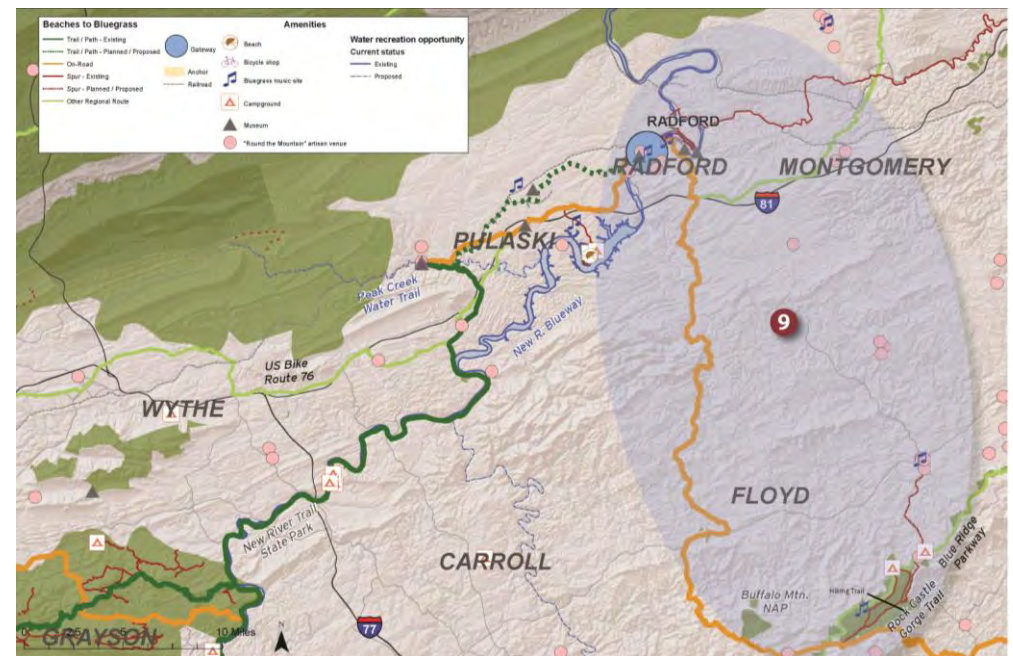 Beaches to Bluegrass
Trail / Path - Existing
Trail / Path - Planned / Proposed
On-Road
Spur - Existing
Spur - Planned / Proposed
Other Regional Route
Gateway
Anchor
Railroad
Amenities
Beach
Bicycle shop
Bluegrass music site
Campground
Museum
"Round the Mountain" artisan venue
Water recreation opportunity
Current status
Existing
Proposed
RADFORD
RADFORD
MONTGOMERY
81
PULASKI
Peak Creek
Water Trail
New R. Blueway
9
US Bike
Route 76
WYTHE
FLOYD
New River Trail
State Park
CARROLL
Blue Ridge
Parkway
Buffalo Mtn.
NAP
Hiking Trail
Rock Castle
Gorge Trail
77
N
0
2.5
5
10 Miles
GRAYSON